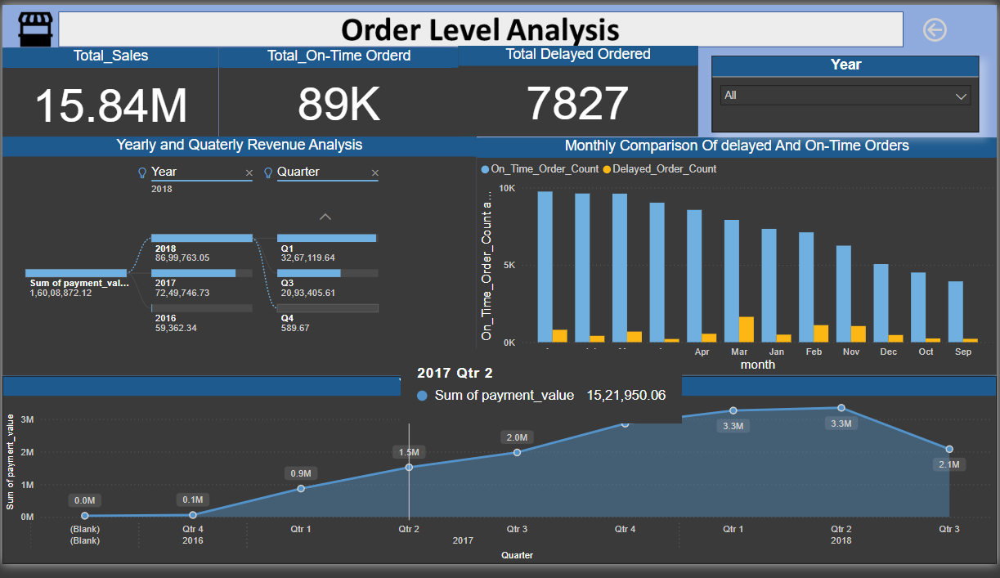 Order Level Analysis
Total_Sales
15.84M
Total_On-Time Orderd
89K
Total Delayed Ordered
7827
Year
All
Yearly and Quaterly Revenue Analysis
Year
2018
Quarter
Sum of payment_val...
1,60,08,872.12
2018
86,99,763.05
2017
72,49,746.73
2016
59,362.34
Q1
32,67,119.64
Q3
20,93,405.61
Q4
589.67
Monthly Comparison Of delayed And On-Time Orders
On_Time_Order_Count
Delayed_Order_Count
On_Time_Order_Count a...
10K
5K
0K
Apr
Mar
Jan
Feb
Nov
Dec
Oct
Sep
month
2017 Qtr 2
Sum of payment_value 15,21,950.06
Sum of payment_value
3M
2M
1M
0M
0.0M
0.1M
0.9M
1.5M
2.0M
3.3M
3.3M
2.1M
(Blank)
Qtr 4
Qtr 1
Qtr 2
Qtr 3
Qtr 4
Qtr 1
Qtr 2
Qtr 3
(Blank)
2016
2017
2018
Quarter